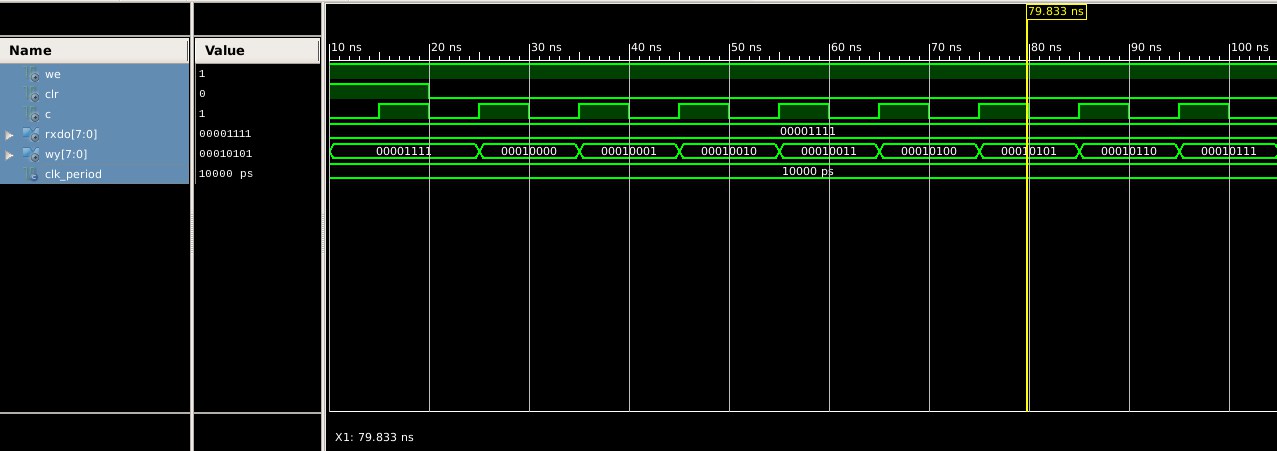 79.833 ns
Name Value
10 ns 20 ns 30 ns 40 ns 50 ns 60 ns 70 ns 80 ns 90 ns 100 ns
we 1
clr 0
c 1
rxdo[7:0] 00001111 00001111
wy[7:0] 00010101 00001111 00010000 00010001 00010010 00010011 00010100 00010101 00010110 00010111
clk_period 10000 ps 10000 ps
X1: 79.833 ns